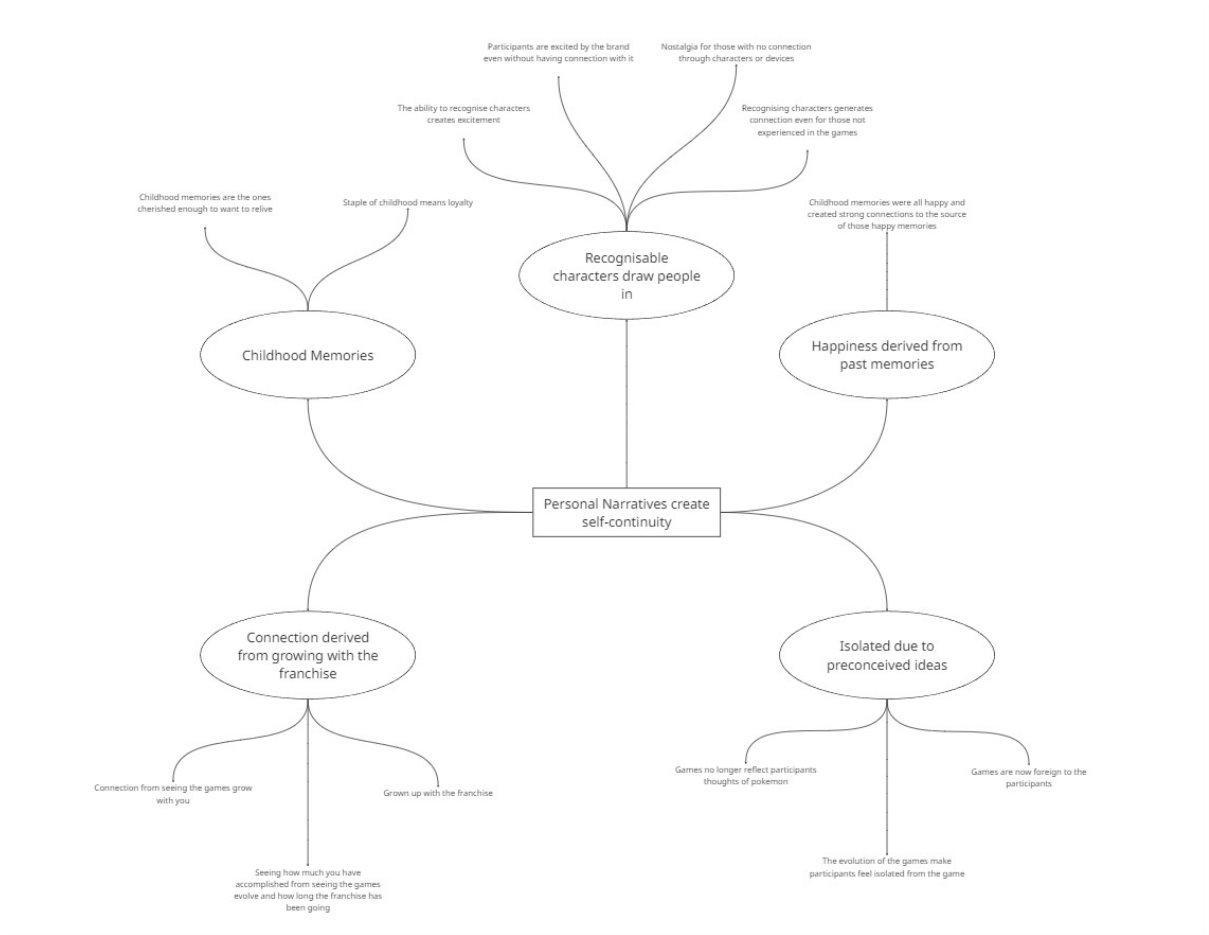 Participants are excited by the brand
even without having connection with it
Nostalgia for those with no connection
through characters or devices
The ability to recognise characters
creates excitement
Recognising characters generates
connection even for those not
experienced in the games
Childhood memories are the ones
cherished enough to want to relive
Staple of childhood means loyalty
Childhood memories were all happy and
created strong connections to the source
of those happy memories
Recognisable
characters draw people
in
Childhood Memories
Happiness derived from
past memories
Personal Narratives create
self-continuity
Connection derived
from growing with the
franchise
Isolated due to
preconceived ideas
Connection from seeing the games grow
with you
Grown up with the franchise
Seeing how much you have
accomplished from seeing the games
evolve and how long the franchise has
been going
Games no longer reflect participants
thoughts of pokemon
Games are now foreign to the
participants
The evolution of the games make
participants feel isolated from the game